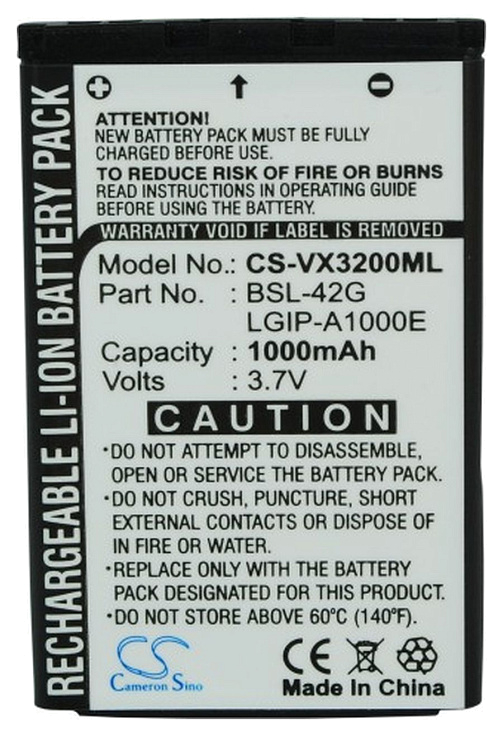 RECHARGEABLE LI-ION BATTERY PACK
ATTENTION!
NEW BATTERY PACK MUST BE FULLY
CHARGED BEFORE USE.
TO REDUCE RISK OF FIRE OR BURNS
READ INSTRUCTIONS IN OPERATING GUIDE
BEFORE USING THE BATTERY.
WARRANTY VOID IF LABEL IS REMOVED
Model No.: CS-VX3200ML
Part No. : BSL-42G
LGIP-A1000E
Capacity : 1000mAh
Volts : 3.7V
CAUTION
·DO NOT ATTEMPT TO DISASSEMBLE,
OPEN OR SERVICE THE BATTERY PACK.
·DO NOT CRUSH, PUNCTURE, SHORT
EXTERNAL CONTACTS OR DISPOSE OF
IN FIRE OR WATER.
·REPLACE ONLY WITH THE BATTERY
PACK DESIGNATED FOR THIS PRODUCT.
·DO NOT STORE ABOVE 60°C (140°F).
CS
Cameron Sino
CE
Made In China